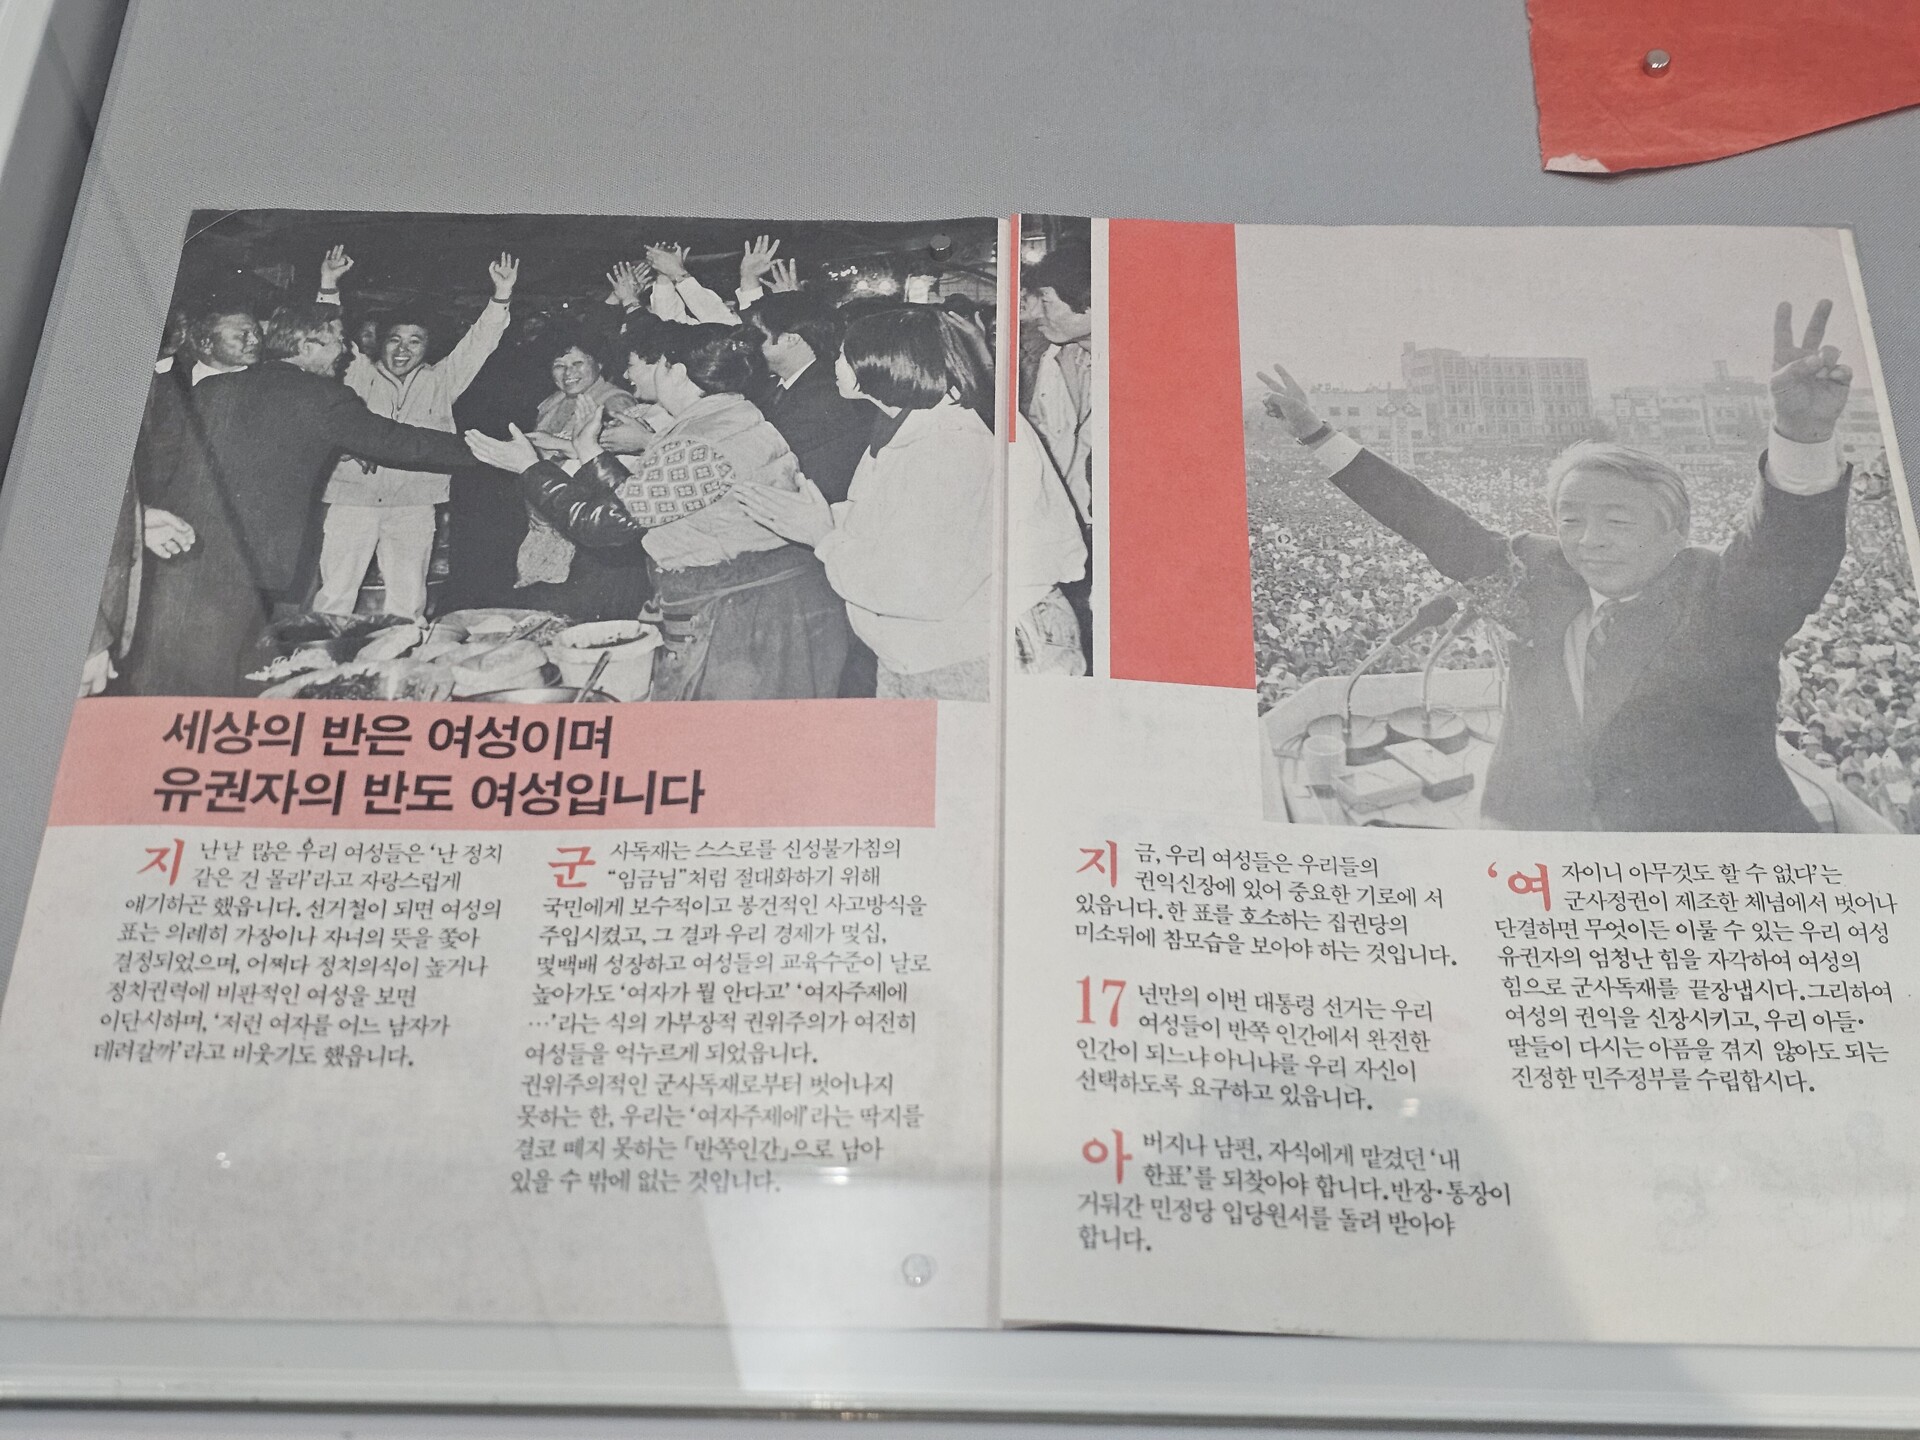 세상의 반은 여성이며
유권자의 반도 여성입니다
지난날 많은 우리 여성들은 ‘난 정치
같은 건 몰라’라고 자랑스럽게
얘기하곤 했읍니다. 선거철이 되면 여성의
표는 의례히 가장이나 자녀의 뜻을 쫓아
결정되었으며, 어쩌다 정치의식이 높거나
정치권력에 비판적인 여성을 보면
이단시하며, ‘저런 여자를 어느 남자가
데려갈까’라고 비웃기도 했읍니다.
군사독재는 스스로를 신성불가침의
“임금님”처럼 절대화하기 위해
국민에게 보수적이고 봉건적인 사고방식을
주입시켰고, 그 결과 우리 경제가 몇십,
몇백배 성장하고 여성들의 교육수준이 날로
높아가도 ‘여자가 뭘 안다고’ ‘여자주제에
…’라는 식의 가부장적 권위주의가 여전히
여성들을 억누르게 되었읍니다.
권위주의적인 군사독재로부터 벗어나지
못하는 한, 우리는 ‘여자주제에’라는 딱지를
결코 떼지 못하는 「반쪽인간」으로 남아
있을 수 밖에 없는 것입니다.
지금, 우리 여성들은 우리들의
권익신장에 있어 중요한 기로에 서
있읍니다. 한 표를 호소하는 집권당의
미소뒤에 참모습을 보아야 하는 것입니다.
17년만의 이번 대통령 선거는 우리
여성들이 반쪽 인간에서 완전한
인간이 되느냐 아니냐를 우리 자신이
선택하도록 요구하고 있읍니다.
아버지나 남편, 자식에게 맡겼던 ‘내
한표’를 되찾아야 합니다. 반장·통장이
거둬간 민정당 입당원서를 돌려 받아야
합니다.
‘여자이니 아무것도 할 수 없다’는
군사정권이 제조한 체념에서 벗어나
단결하면 무엇이든 이룰 수 있는 우리 여성
유권자의 엄청난 힘을 자각하여 여성의
힘으로 군사독재를 끝장냅시다. 그리하여
여성의 권익을 신장시키고, 우리 아들·
딸들이 다시는 아픔을 겪지 않아도 되는
진정한 민주정부를 수립합시다.